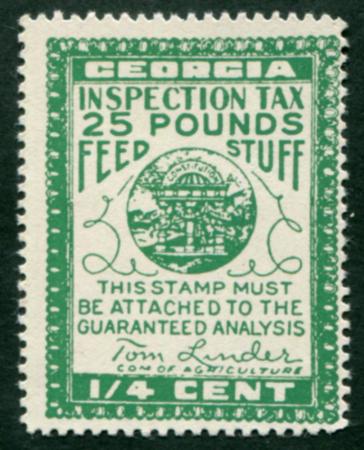 GEORGIA
INSPECTION TAX
25 POUNDS
FEED STUFF
CONSTITUTION
THIS STAMP MUST
BE ATTACHED TO THE
GUARANTEED ANALYSIS
Tom Linder
COM OF AGRICULTURE
1/4 CENT